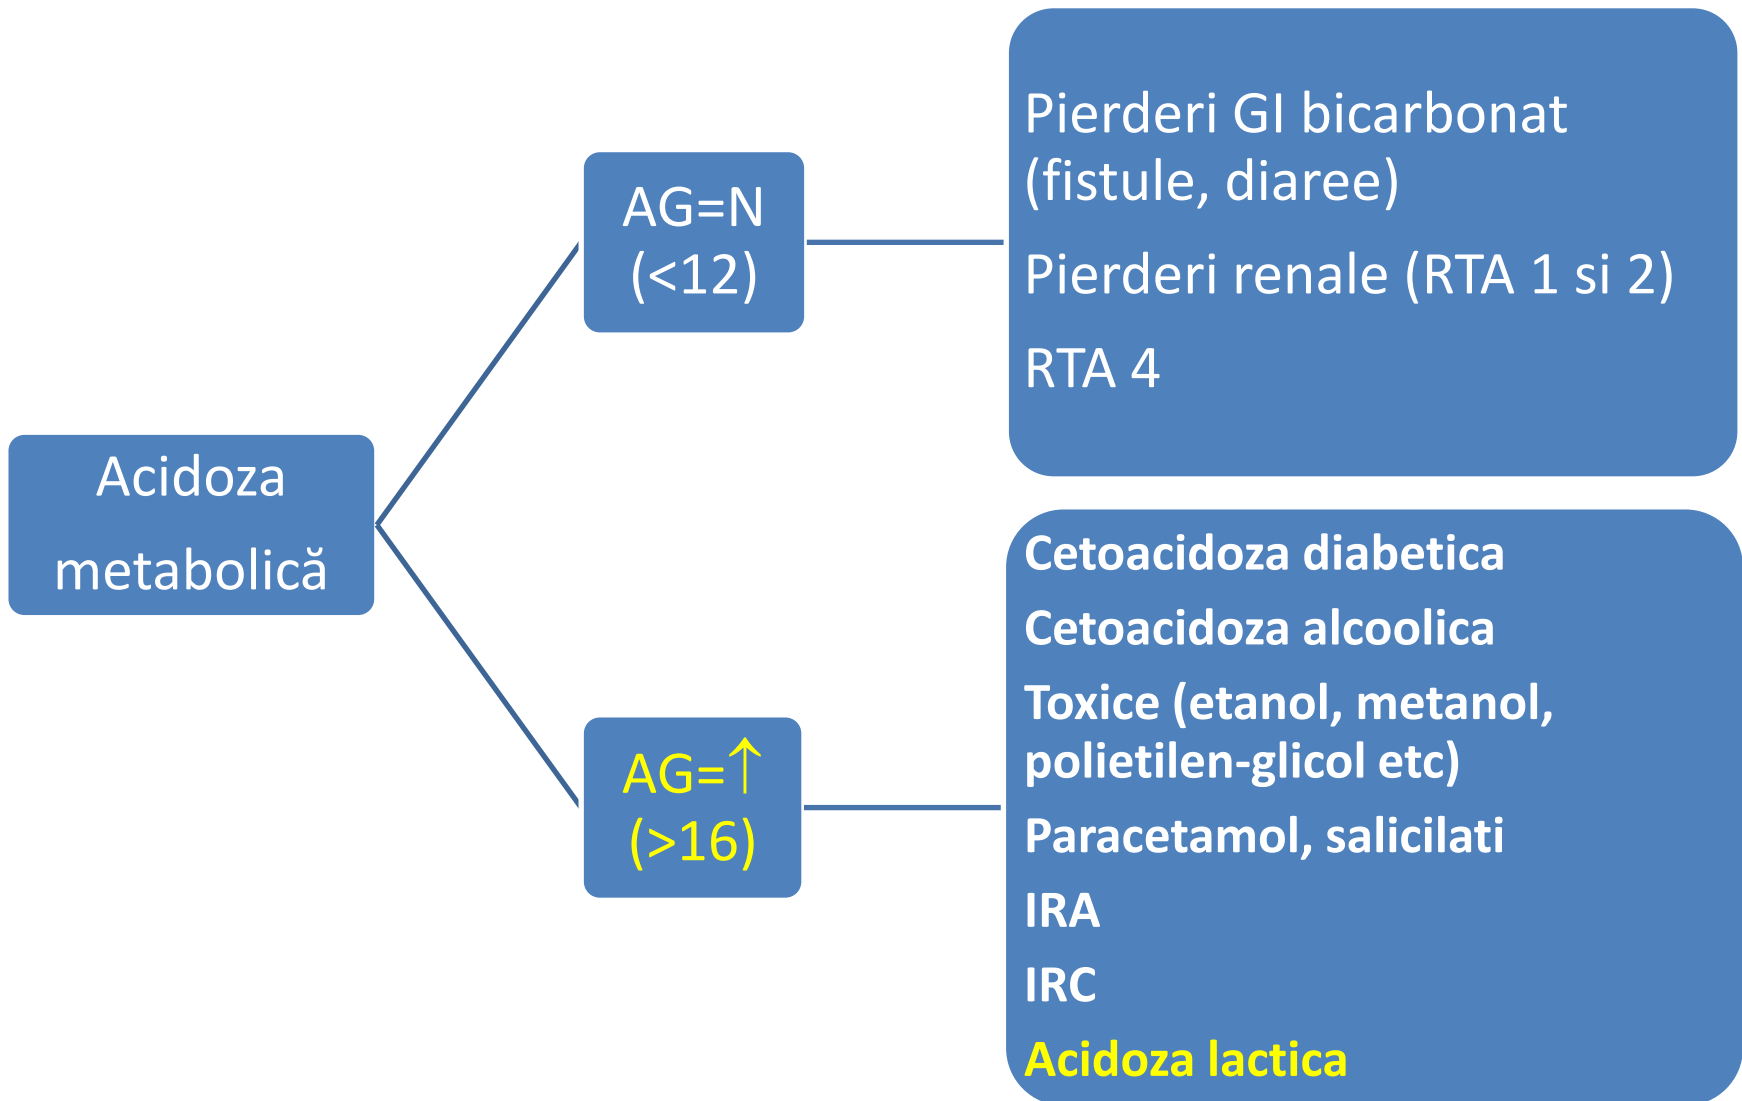 Acidoza
metabolică
AG=N
(<12)
Pierderi GI bicarbonat
(fistule, diaree)
Pierderi renale (RTA 1 si 2)
RTA 4
AG=↑
(>16)
Cetoacidoza diabetica
Cetoacidoza alcoolica
Toxice (etanol, metanol,
polietilen-glicol etc)
Paracetamol, salicilati
IRA
IRC
Acidoza lactica